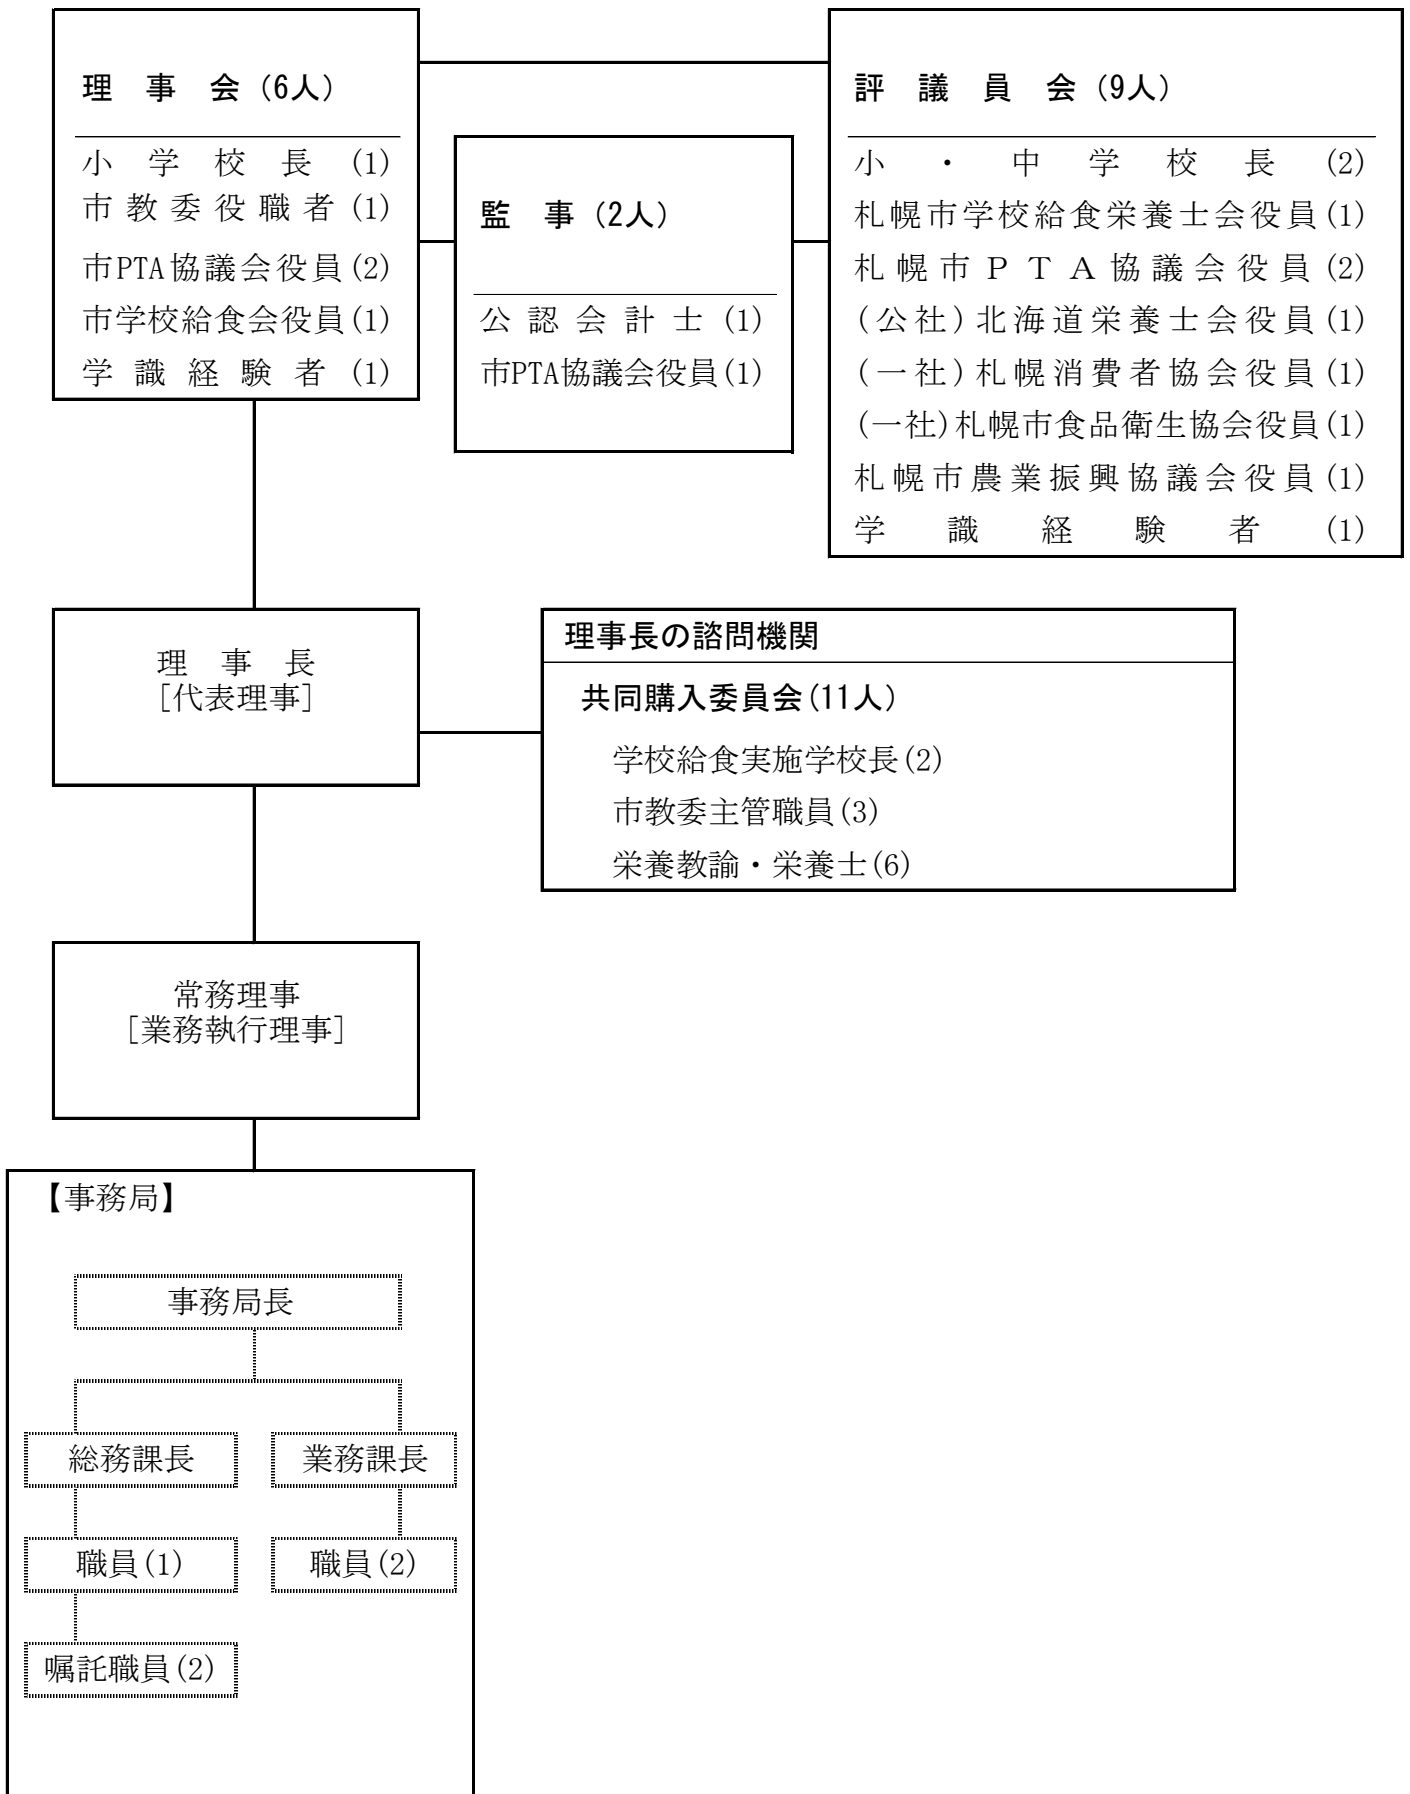 理 事 会 (6人)
小学校長(1)
市教委役職者(1)
市PTA協議会役員(2)
市学校給食会役員(1)
学識経験者(1)
監 事 (2人)
公認会計士(1)
市PTA協議会役員(1)
評 議 員 会 (9人)
小・中学校長(2)
札幌市学校給食栄養士会役員(1)
札幌市ＰＴＡ協議会役員(2)
(公社)北海道栄養士会役員(1)
(一社)札幌消費者協会役員(1)
(一社)札幌市食品衛生協会役員(1)
札幌市農業振興協議会役員(1)
学識経験者(1)
理 事 長
[代表理事]
理事長の諮問機関
共同購入委員会(11人)
学校給食実施学校長(2)
市教委主管職員(3)
栄養教諭・栄養士(6)
常務理事
[業務執行理事]
【事務局】
事務局長
総務課長
業務課長
職員(1)
職員(2)
嘱託職員(2)